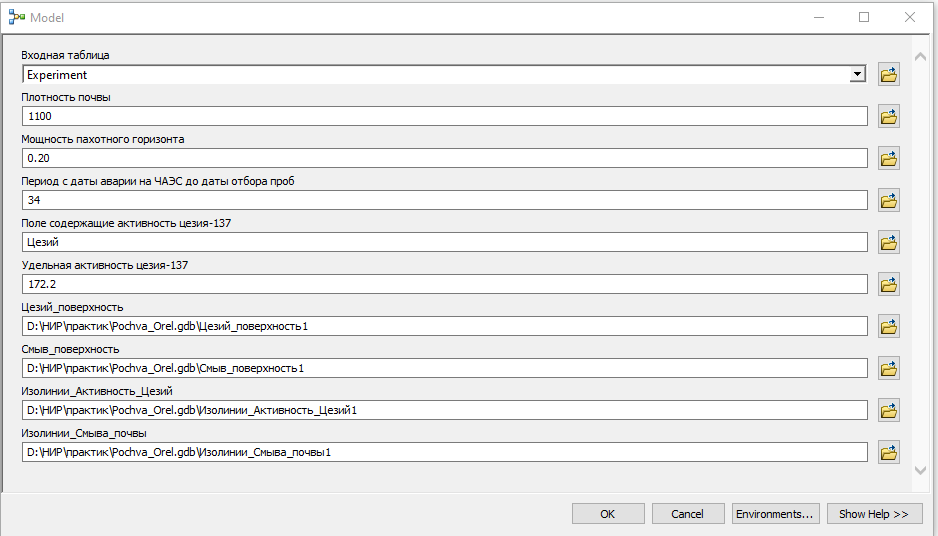 Model
Входная таблица
Experiment
Плотность почвы
1100
Мощность пахотного горизонта
0.20
Период с даты аварии на ЧАЭС до даты отбора проб
34
Поле содержащие активность цезия-137
Цезий
Удельная активность цезия-137
172.2
Цезий_поверхность
D:\НИР\практик\Pochva_Orel.gdb\Цезий_поверхность1
Смыв_поверхность
D:\НИР\практик\Pochva_Orel.gdb\Смыв_поверхность1
Изолинии_Активность_Цезий
D:\НИР\практик\Pochva_Orel.gdb\Изолинии_Активность_Цезий1
Изолинии_Смыва_почвы
D:\НИР\практик\Pochva_Orel.gdb\Изолинии_Смыва_почвы1
OK Cancel Environments... Show Help >>